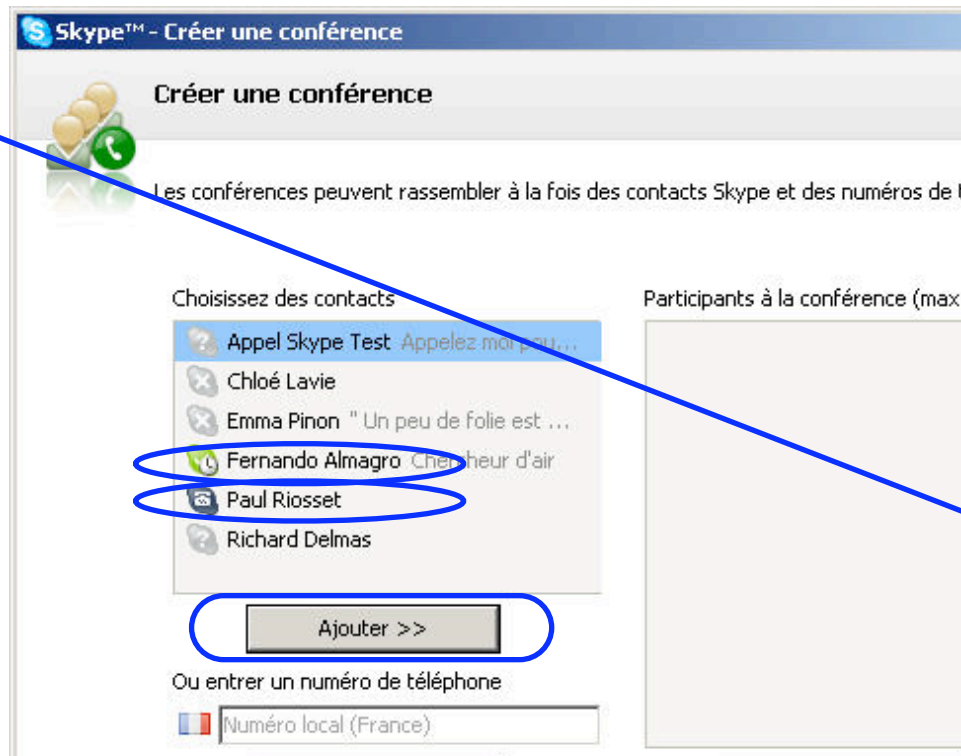 Skype™ - Créer une conférence
Créer une conférence
Les conférences peuvent rassembler à la fois des contacts Skype et des numéros de
Choisissez des contacts
Participants à la conférence (max
Appel Skype Test Appelez moi pou...
Chloé Lavie
Emma Pinon " Un peu de folie est ...
Fernando Almagro Chercheur d'air
Paul Riosset
Richard Delmas
Ajouter >>
Ou entrer un numéro de téléphone
Numéro local (France)